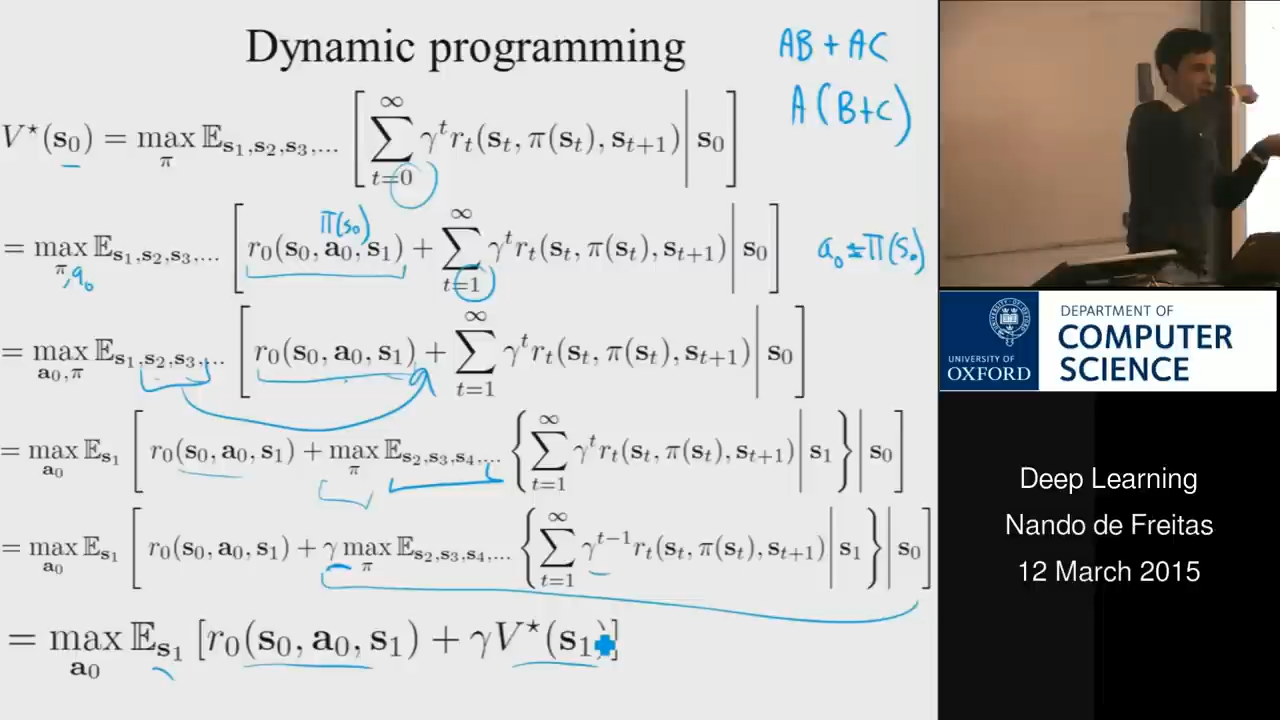 Dynamic programming
AB + AC
A(B+C)
V⋆(s₀) = max_π 𝔼_{s₁,s₂,s₃,...} [ ∑_{t=0}^{∞} γ^t r_t(s_t, π(s_t), s_{t+1}) | s₀ ]
π(s₀)
= max_{π,a₀} 𝔼_{s₁,s₂,s₃,...} [ r₀(s₀, a₀, s₁) + ∑_{t=1}^{∞} γ^t r_t(s_t, π(s_t), s_{t+1}) | s₀ ]
a₀ = π(s₀)
= max_{a₀,π} 𝔼_{s₁,s₂,s₃,...} [ r₀(s₀, a₀, s₁) + ∑_{t=1}^{∞} γ^t r_t(s_t, π(s_t), s_{t+1}) | s₀ ]
= max_{a₀} 𝔼_{s₁} [ r₀(s₀, a₀, s₁) + max_π 𝔼_{s₂,s₃,s₄,...} { ∑_{t=1}^{∞} γ^t r_t(s_t, π(s_t), s_{t+1}) | s₁ } | s₀ ]
= max_{a₀} 𝔼_{s₁} [ r₀(s₀, a₀, s₁) + γ max_π 𝔼_{s₂,s₃,s₄,...} { ∑_{t=1}^{∞} γ^{t−1} r_t(s_t, π(s_t), s_{t+1}) | s₁ } | s₀ ]
= max_{a₀} 𝔼_{s₁} [r₀(s₀, a₀, s₁) + γV⋆(s₁)]
UNIVERSITY OF
OXFORD
DEPARTMENT OF
COMPUTER
SCIENCE
Deep Learning
Nando de Freitas
12 March 2015